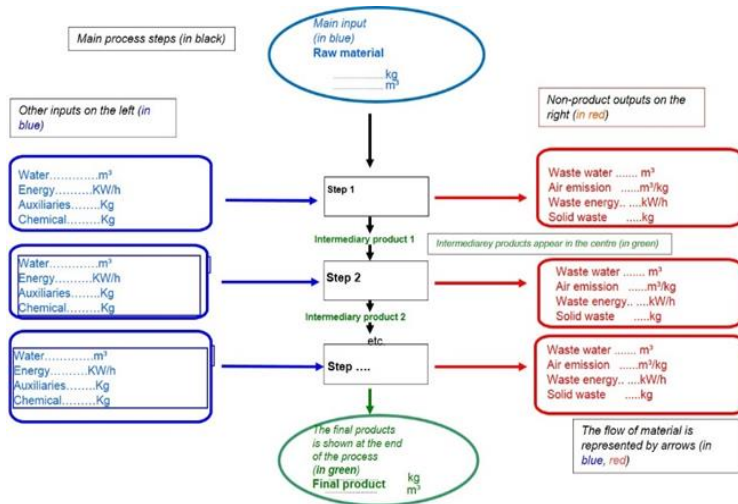 Main process steps (in black)
Main input
(in blue)
Raw material
.................kg
................. m³
Other inputs on the left (in
blue)
Non-product outputs on the
right (in red)
Water.............m³
Energy..........KW/h
Auxiliaries........Kg
Chemical.....Kg
Step 1
Waste water ....... m³
Air emission .....m³/kg
Waste energy.. ....kW/h
Solid waste .....kg
Intermediary product 1
Intermediarey products appear in the centre (in green)
Water.............m³
Energy..........KW/h
Auxiliaries........Kg
Chemical.....Kg
Step 2
Waste water ....... m³
Air emission .....m³/kg
Waste energy.. ....kW/h
Solid waste .....kg
Intermediary product 2
etc.
Water.............m³
Energy..........KW/h
Auxiliaries........Kg
Chemical.....Kg
Step ....
Waste water ....... m³
Air emission .....m³/kg
Waste energy.. ....kW/h
Solid waste .....kg
The final products
is shown at the end
of the process
(in green)
Final product kg
................. m³
The flow of material is
represented by arrows (in
blue, red)